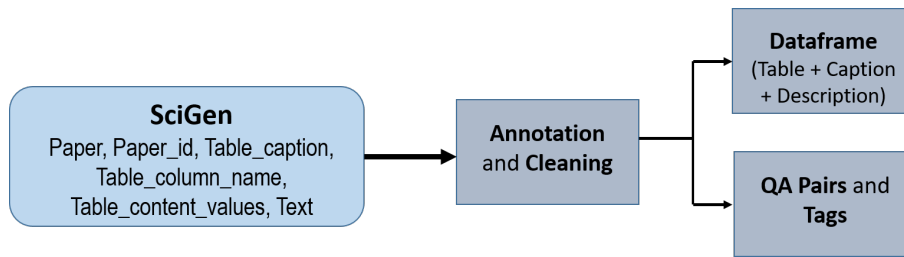 SciGen
Paper, Paper_id, Table_caption,
Table_column_name,
Table_content_values, Text
Annotation
and Cleaning
Dataframe
(Table + Caption
+ Description)
QA Pairs and
Tags